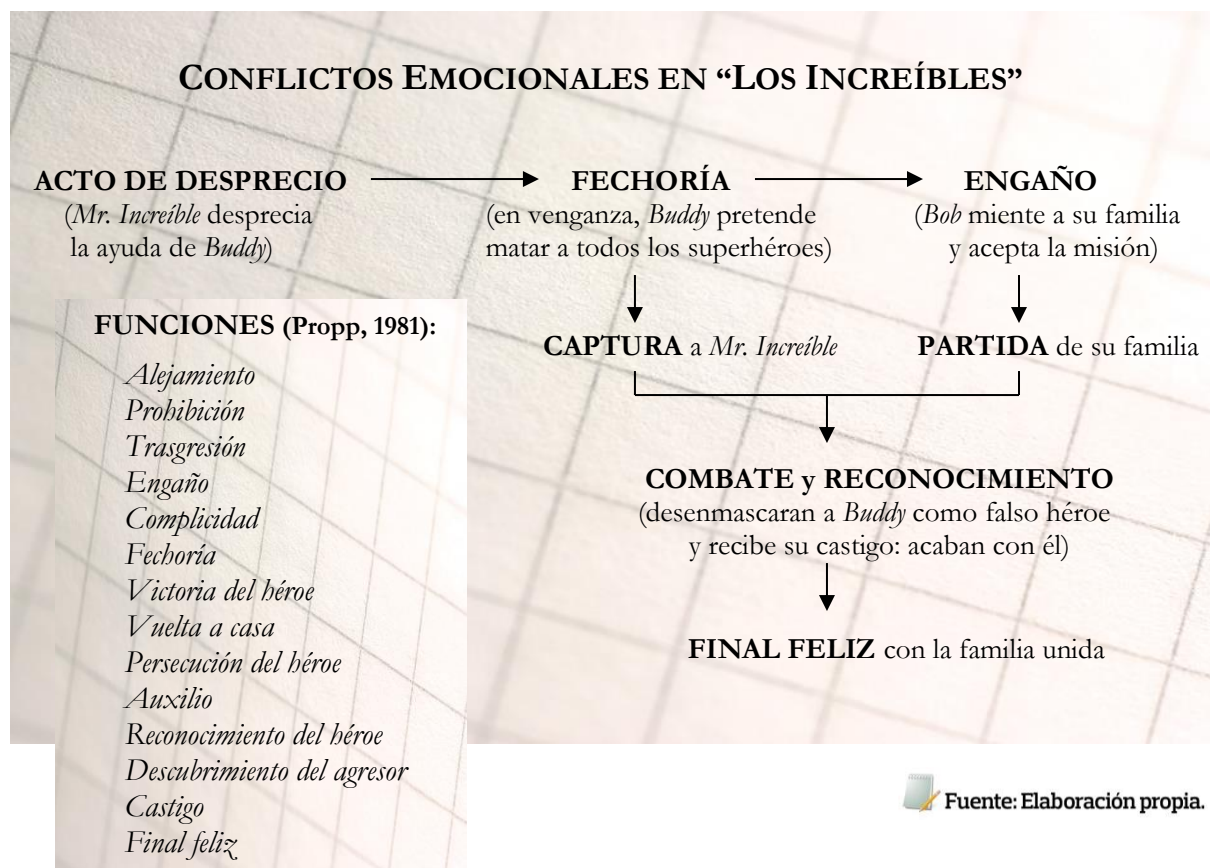 CONFLICTOS EMOCIONALES EN “LOS INCREÍBLES”
ACTO DE DESPRECIO
(Mr. Increíble desprecia
la ayuda de Buddy)
FECHORÍA
(en venganza, Buddy pretende
matar a todos los superhéroes)
ENGAÑO
(Bob miente a su familia
y acepta la misión)
CAPTURA a Mr. Increíble
PARTIDA de su familia
COMBATE y RECONOCIMIENTO
(desenmascaran a Buddy como falso héroe
y recibe su castigo: acaban con él)
FINAL FELIZ con la familia unida
FUNCIONES (Propp, 1981):
Alejamiento
Prohibición
Trasgresión
Engaño
Complicidad
Fechoría
Victoria del héroe
Vuelta a casa
Persecución del héroe
Auxilio
Reconocimiento del héroe
Descubrimiento del agresor
Castigo
Final feliz
Fuente: Elaboración propia.